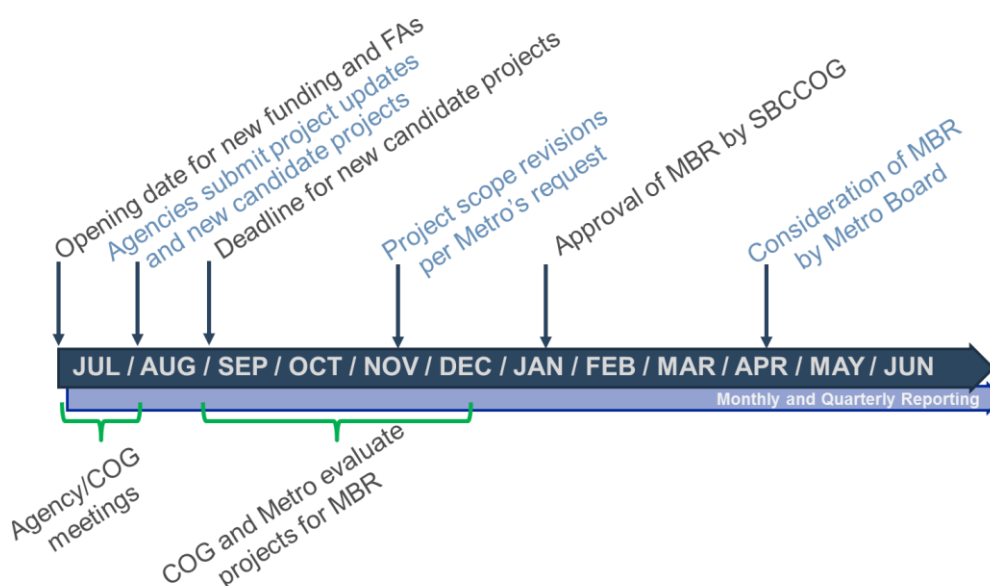 Opening date for new funding and FAs
Agencies submit project updates
and new candidate projects
Deadline for new candidate projects
Project scope revisions
per Metro's request
Approval of MBR by SBCCOG
Consideration of MBR
by Metro Board
JUL / AUG / SEP / OCT / NOV / DEC / JAN / FEB / MAR / APR / MAY / JUN
Monthly and Quarterly Reporting
Agency/COG
meetings
COG and Metro evaluate
projects for MBR